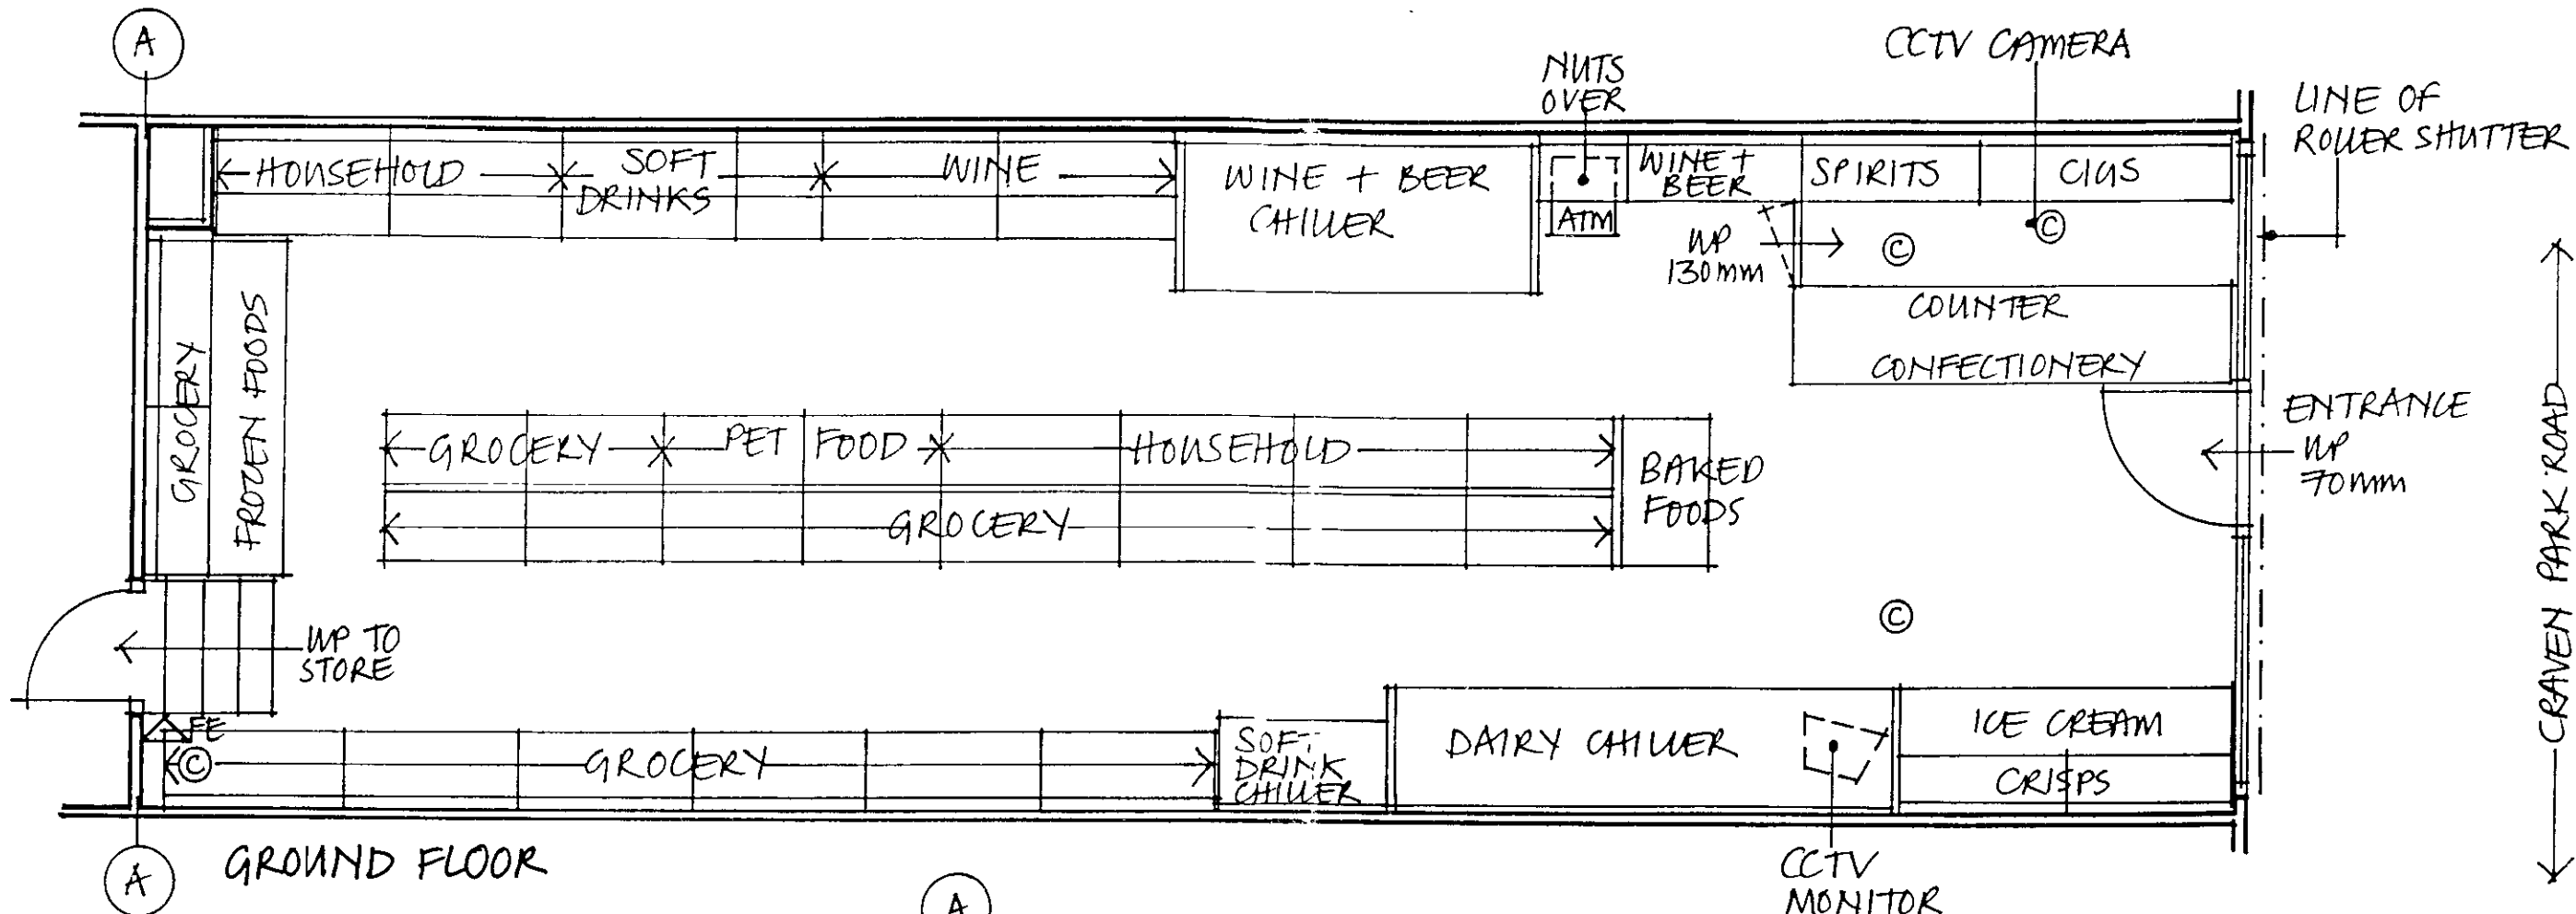 A
CCTV CAMERA
NUTS
OVER
LINE OF
ROLLER SHUTTER
HOUSEHOLD
SOFT
DRINKS
WINE
WINE + BEER
CHILLER
ATM
WINE +
BEER
SPIRITS
CIGS
UP
130mm
C
C
COUNTER
CONFECTIONERY
GROCERY
FROZEN FOODS
GROCERY
PET FOOD
HOUSEHOLD
GROCERY
BAKED
FOODS
ENTRANCE
UP
70mm
CRAVEN PARK ROAD
UP TO
STORE
C
FE
C
GROCERY
SOFT
DRINK
CHILLER
DAIRY CHILLER
ICE CREAM
CRISPS
A
GROUND FLOOR
A
CCTV
MONITOR